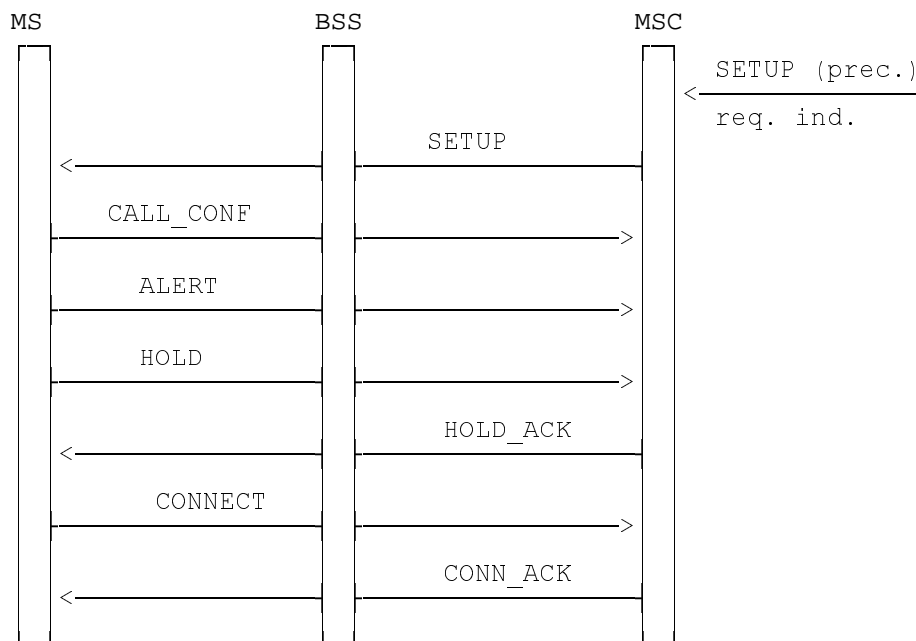 MS BSS MSC
SETUP (prec.)
req. ind.
SETUP
CALL_CONF
ALERT
HOLD
HOLD_ACK
CONNECT
CONN_ACK